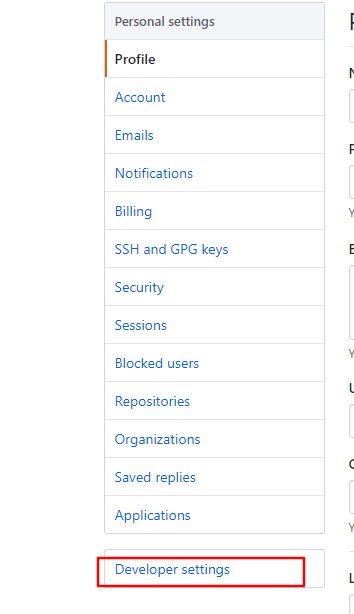 Personal settings
Profile
Account
Emails
Notifications
Billing
SSH and GPG keys
Security
Sessions
Blocked users
Repositories
Organizations
Saved replies
Applications
Developer settings